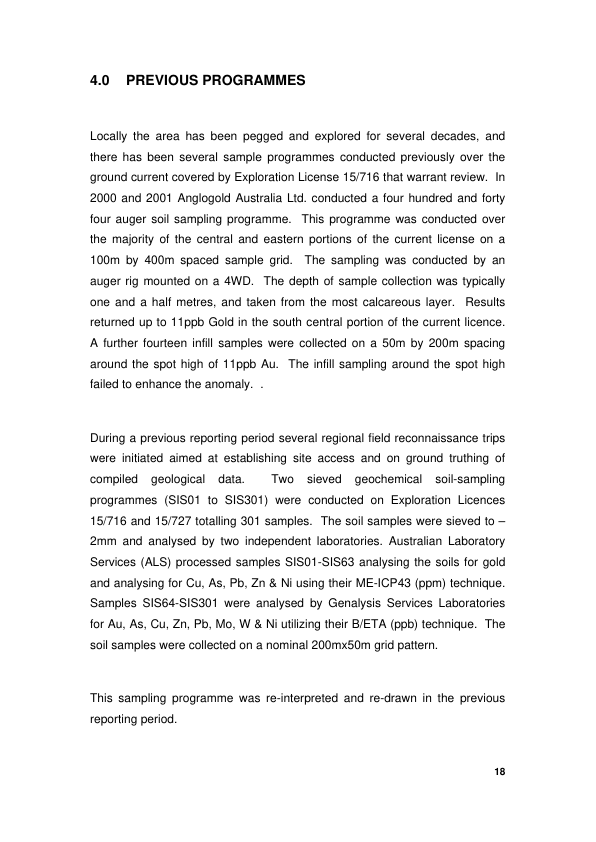 4.0 PREVIOUS PROGRAMMES
Locally the area has been pegged and explored for several decades, and
there has been several sample programmes conducted previously over the
ground current covered by Exploration License 15/716 that warrant review. In
2000 and 2001 Anglogold Australia Ltd. conducted a four hundred and forty
four auger soil sampling programme. This programme was conducted over
the majority of the central and eastern portions of the current license on a
100m by 400m spaced sample grid. The sampling was conducted by an
auger rig mounted on a 4WD. The depth of sample collection was typically
one and a half metres, and taken from the most calcareous layer. Results
returned up to 11ppb Gold in the south central portion of the current licence.
A further fourteen infill samples were collected on a 50m by 200m spacing
around the spot high of 11ppb Au. The infill sampling around the spot high
failed to enhance the anomaly. .
During a previous reporting period several regional field reconnaissance trips
were initiated aimed at establishing site access and on ground truthing of
compiled geological data. Two sieved geochemical soil-sampling
programmes (SIS01 to SIS301) were conducted on Exploration Licences
15/716 and 15/727 totalling 301 samples. The soil samples were sieved to –
2mm and analysed by two independent laboratories. Australian Laboratory
Services (ALS) processed samples SIS01-SIS63 analysing the soils for gold
and analysing for Cu, As, Pb, Zn & Ni using their ME-ICP43 (ppm) technique.
Samples SIS64-SIS301 were analysed by Genalysis Services Laboratories
for Au, As, Cu, Zn, Pb, Mo, W & Ni utilizing their B/ETA (ppb) technique. The
soil samples were collected on a nominal 200mx50m grid pattern.
This sampling programme was re-interpreted and re-drawn in the previous
reporting period.
18